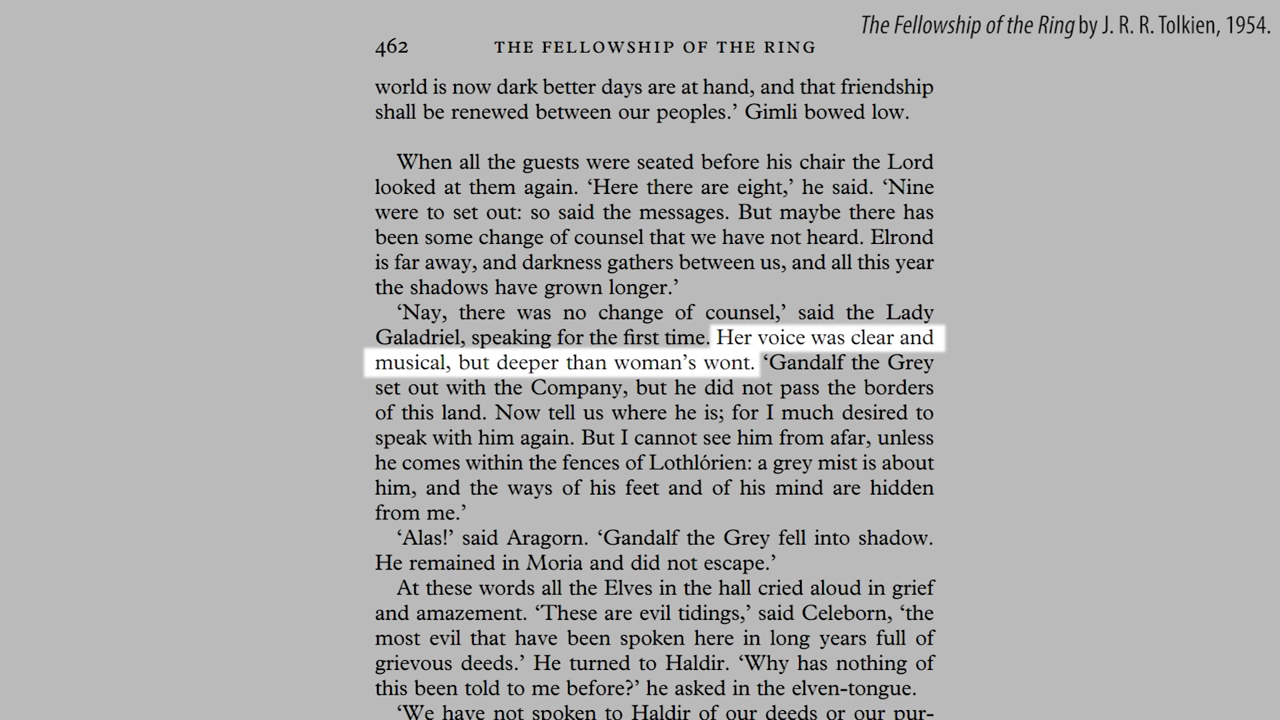 The Fellowship of the Ring by J. R. R. Tolkien, 1954.
462 THE FELLOWSHIP OF THE RING
world is now dark better days are at hand, and that friendship
shall be renewed between our peoples.’ Gimli bowed low.
When all the guests were seated before his chair the Lord
looked at them again. ‘Here there are eight,’ he said. ‘Nine
were to set out: so said the messages. But maybe there has
been some change of counsel that we have not heard. Elrond
is far away, and darkness gathers between us, and all this year
the shadows have grown longer.’
‘Nay, there was no change of counsel,’ said the Lady
Galadriel, speaking for the first time. Her voice was clear and
musical, but deeper than woman’s wont. ‘Gandalf the Grey
set out with the Company, but he did not pass the borders
of this land. Now tell us where he is; for I much desired to
speak with him again. But I cannot see him from afar, unless
he comes within the fences of Lothlórien: a grey mist is about
him, and the ways of his feet and of his mind are hidden
from me.’
‘Alas!’ said Aragorn. ‘Gandalf the Grey fell into shadow.
He remained in Moria and did not escape.’
At these words all the Elves in the hall cried aloud in grief
and amazement. ‘These are evil tidings,’ said Celeborn, ‘the
most evil that have been spoken here in long years full of
grievous deeds.’ He turned to Haldir. ‘Why has nothing of
this been told to me before?’ he asked in the elven-tongue.
‘We have not spoken to Haldir of our deeds or our pur-